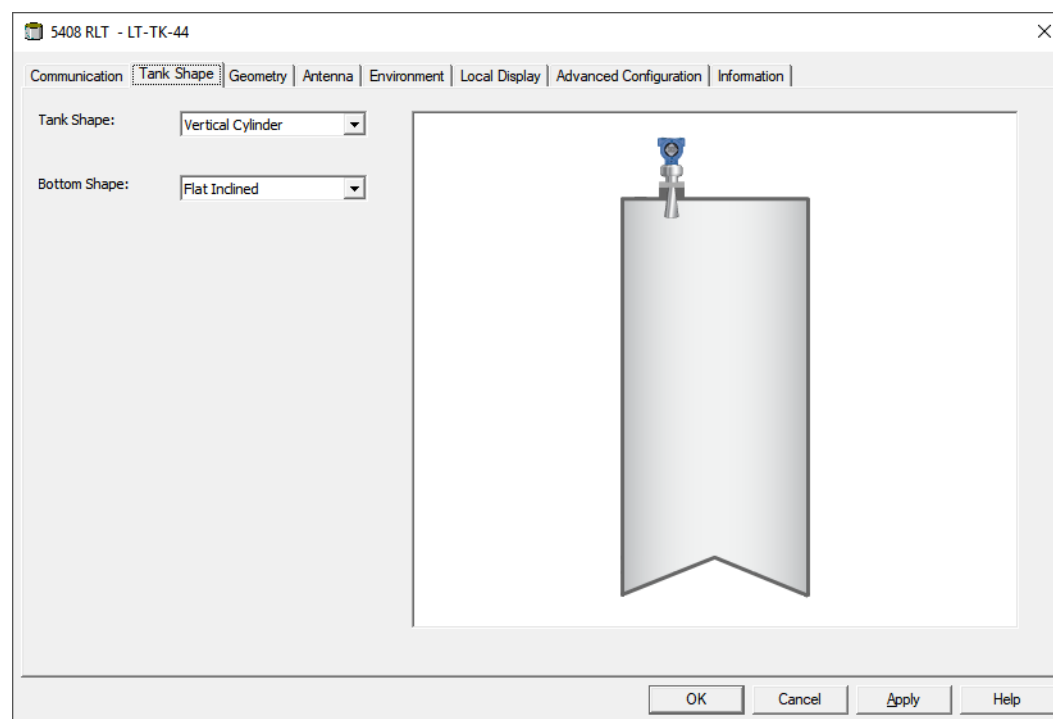 5408 RLT - LT-TK-44
Communication Tank Shape Geometry Antenna Environment Local Display Advanced Configuration Information
Tank Shape: Vertical Cylinder
Bottom Shape: Flat Inclined
OK Cancel Apply Help